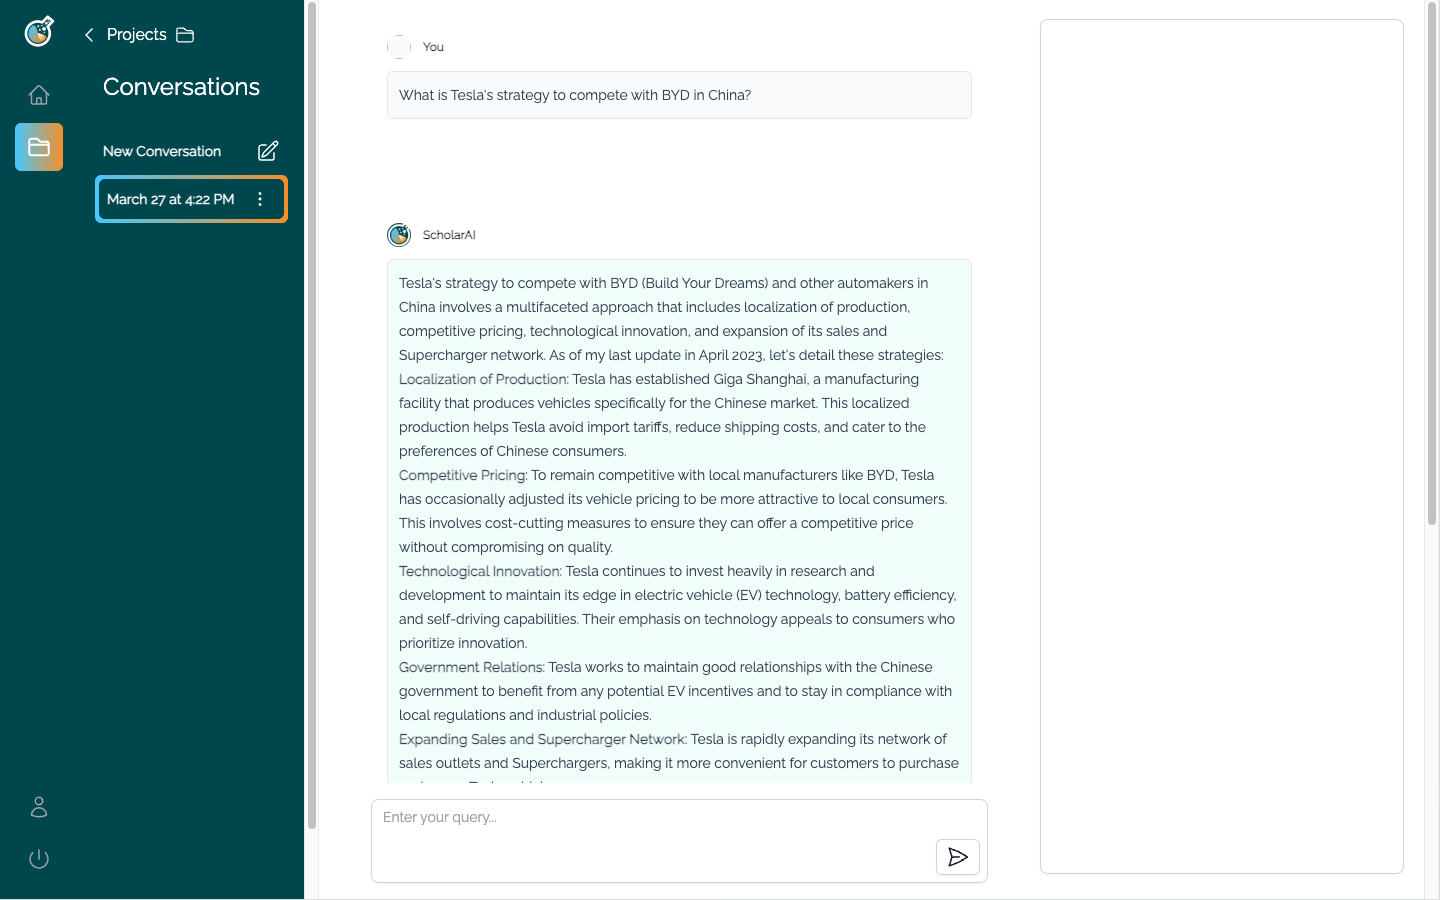 Projects
Conversations
New Conversation
March 27 at 4:22 PM
You
What is Tesla's strategy to compete with BYD in China?
ScholarAI
Tesla's strategy to compete with BYD (Build Your Dreams) and other automakers in
China involves a multifaceted approach that includes localization of production,
competitive pricing, technological innovation, and expansion of its sales and
Supercharger network. As of my last update in April 2023, let's detail these strategies:
Localization of Production: Tesla has established Giga Shanghai, a manufacturing
facility that produces vehicles specifically for the Chinese market. This localized
production helps Tesla avoid import tariffs, reduce shipping costs, and cater to the
preferences of Chinese consumers.
Competitive Pricing: To remain competitive with local manufacturers like BYD, Tesla
has occasionally adjusted its vehicle pricing to be more attractive to local consumers.
This involves cost-cutting measures to ensure they can offer a competitive price
without compromising on quality.
Technological Innovation: Tesla continues to invest heavily in research and
development to maintain its edge in electric vehicle (EV) technology, battery efficiency,
and self-driving capabilities. Their emphasis on technology appeals to consumers who
prioritize innovation.
Government Relations: Tesla works to maintain good relationships with the Chinese
government to benefit from any potential EV incentives and to stay in compliance with
local regulations and industrial policies.
Expanding Sales and Supercharger Network: Tesla is rapidly expanding its network of
sales outlets and Superchargers, making it more convenient for customers to purchase
Enter your query...